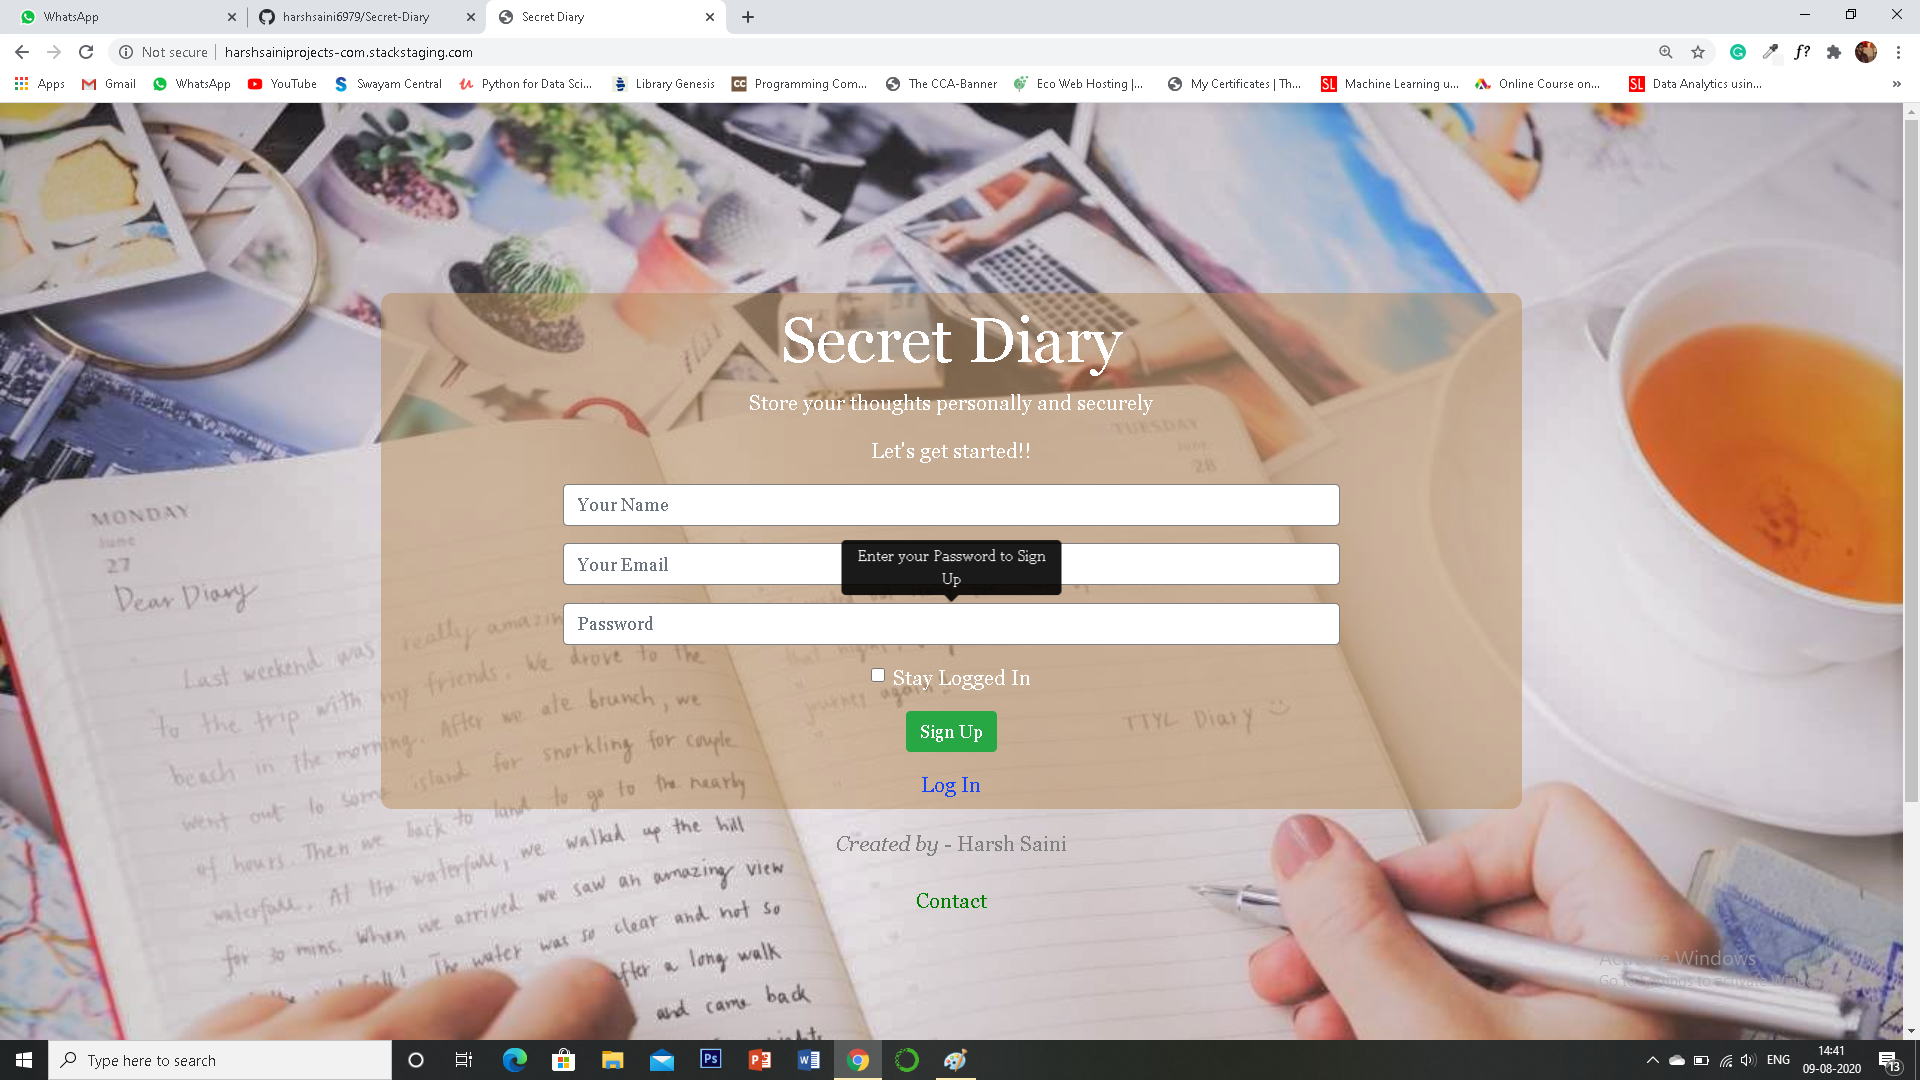 WhatsApp
harshsaini6979/Secret-Diary
Secret Diary
Not secure
harshsainiprojects-com.stackstaging.com
f?
Apps
Gmail
WhatsApp
YouTube
Swayam Central
Python for Data Sci...
Library Genesis
CC
Programming Com...
The CCA-Banner
Eco Web Hosting |...
My Certificates | Th...
SL
Machine Learning u...
Online Course on...
SL
Data Analytics usin...
»
Secret Diary
Store your thoughts personally and securely
Let's get started!!
Your Name
Your Email
Enter your Password to Sign
Up
Password
Stay Logged In
Sign Up
Log In
Created by - Harsh Saini
Contact
MONDAY
June
27
Dear Diary
Last weekend was really amazing
to the trip with my friends. We drove to the
beach in the morning. After we ate brunch, we
went out to some island for snorkling for couple
of hours. Then we back to land to go to the nearby
waterfall. At the waterfall, we walked up the hill
for 30 mins. When we arrived we saw an amazing view
waterfall! The water was so clear and not so
after a long walk
and came back
TUESDAY
June
28
that night
journey again
TTYL Diary
Activate Windows
Go to Settings to activate Windows.
Type here to search
Ps
ENG
14:41
09-08-2020
13